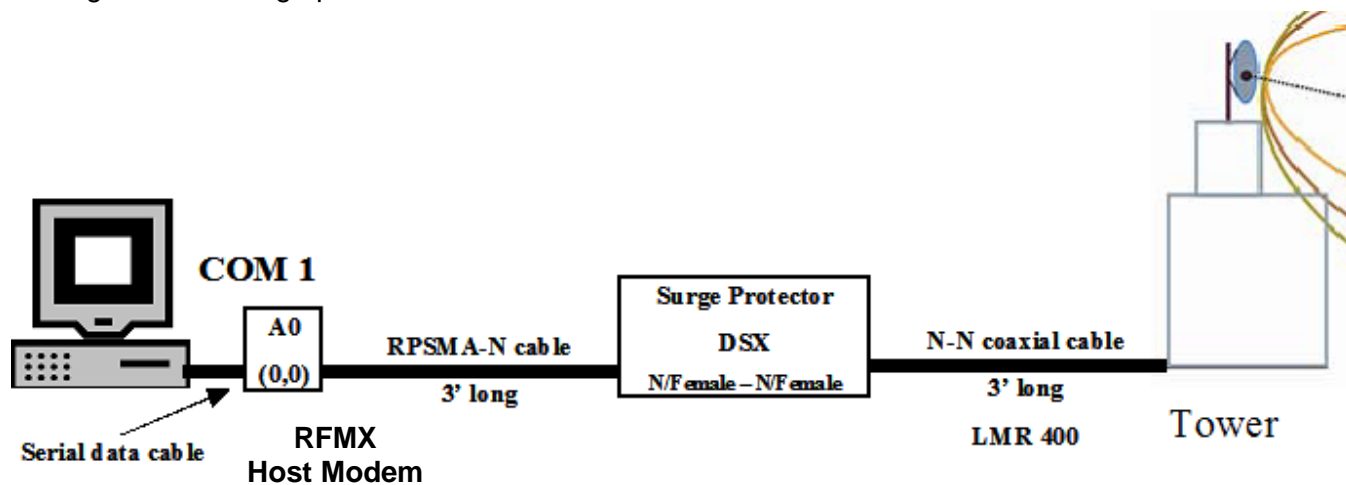 COM 1
A0
(0,0)
RPSMA-N cable
3’ long
Surge Protector
DSX
N/Female – N/Female
N-N coaxial cable
3’ long
LMR 400
Tower
Serial data cable
RFMX
Host Modem